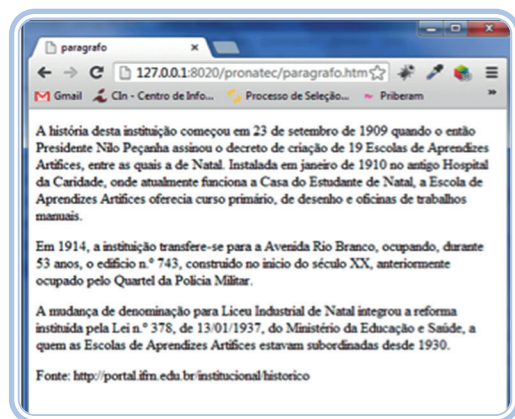 paragrafo
127.0.0.1:8020/pronatec/paragrafo.htm
Gmail CIn - Centro de Info... Processo de Seleção... Priberam »
A história desta instituição começou em 23 de setembro de 1909 quando o então
Presidente Nilo Peçanha assinou o decreto de criação de 19 Escolas de Aprendizes
Artífices, entre as quais a de Natal. Instalada em janeiro de 1910 no antigo Hospital
da Caridade, onde atualmente funciona a Casa do Estudante de Natal, a Escola de
Aprendizes Artífices oferecia curso primário, de desenho e oficinas de trabalhos
manuais.
Em 1914, a instituição transfere-se para a Avenida Rio Branco, ocupando, durante
53 anos, o edifício n.º 743, construído no início do século XX, anteriormente
ocupado pelo Quartel da Polícia Militar.
A mudança de denominação para Liceu Industrial de Natal integrou a reforma
instituída pela Lei n.º 378, de 13/01/1937, do Ministério da Educação e Saúde, a
quem as Escolas de Aprendizes Artífices estavam subordinadas desde 1930.
Fonte: http://portal.ifrn.edu.br/institucional/historico